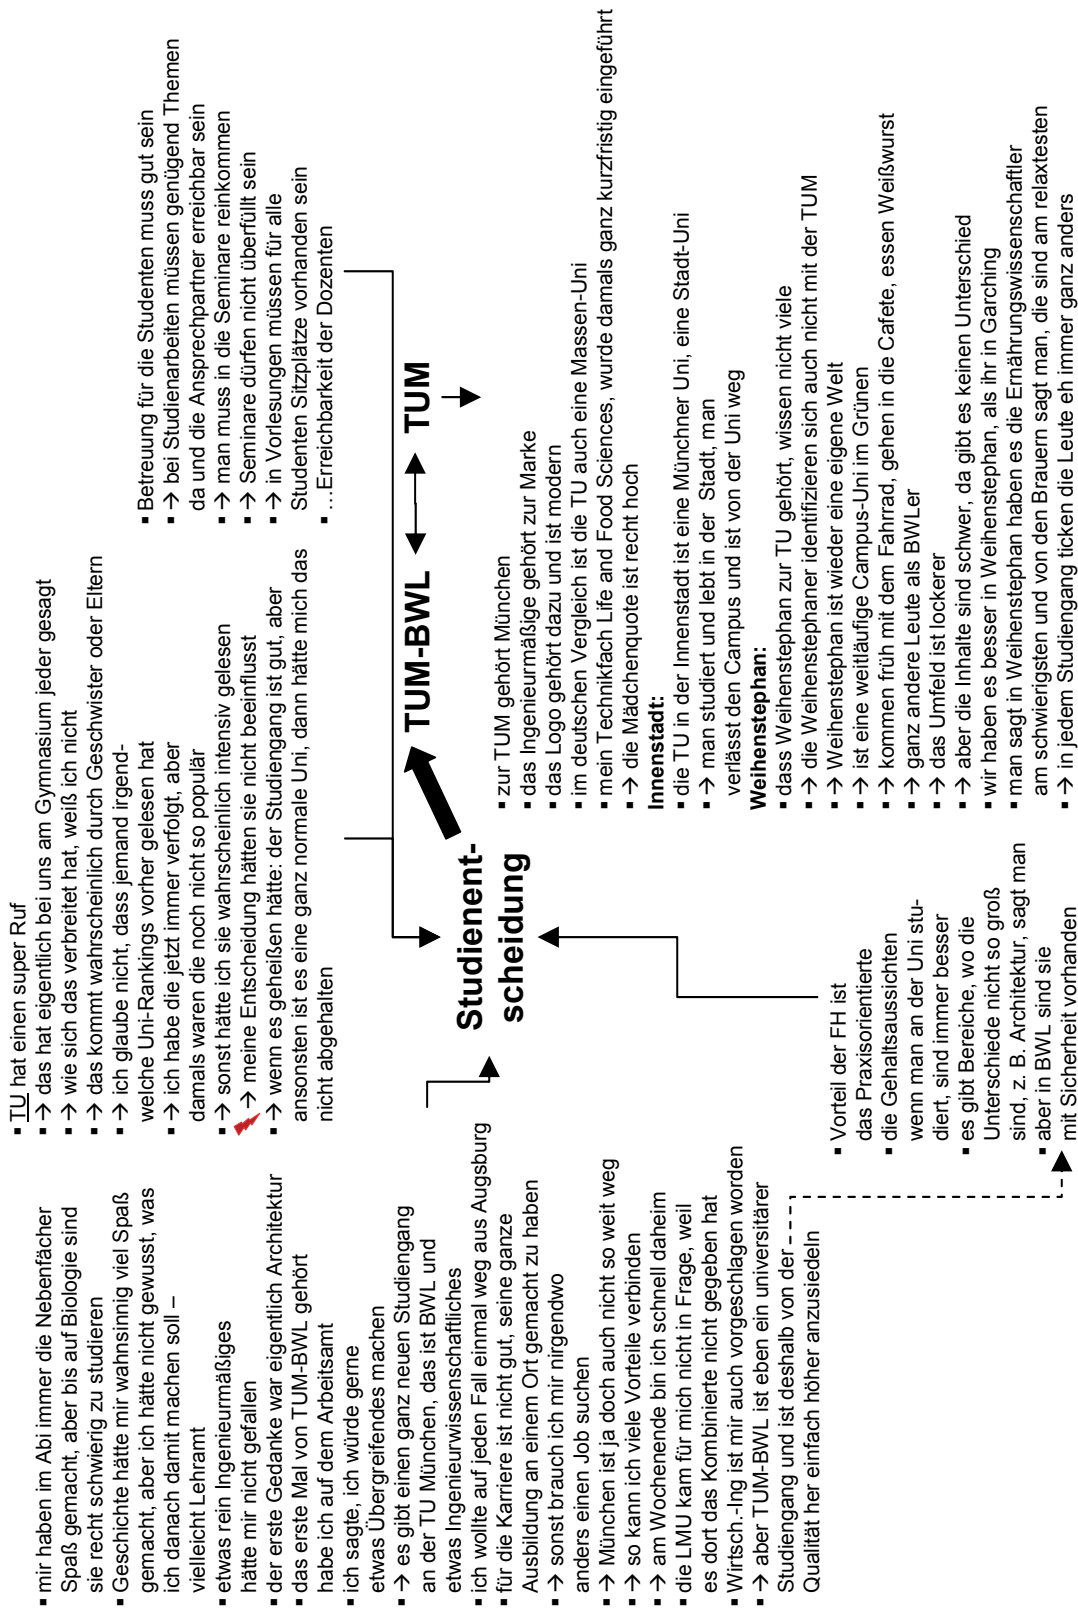 ▪ mir haben im Abi immer die Nebenfächer
Spaß gemacht, aber bis auf Biologie sind
sie recht schwierig zu studieren
▪ Geschichte hätte mir wahnsinnig viel Spaß
gemacht, aber ich hätte nicht gewusst, was
ich danach damit machen soll –
vielleicht Lehramt
▪ etwas rein Ingenieurmäßiges
hätte mir nicht gefallen
▪ der erste Gedanke war eigentlich Architektur
▪ das erste Mal von TUM-BWL gehört
habe ich auf dem Arbeitsamt
▪ ich sagte, ich würde gerne
etwas Übergreifendes machen
▪ → es gibt einen ganz neuen Studiengang
an der TU München, das ist BWL und
etwas Ingenieurwissenschaftliches
▪ ich wollte auf jeden Fall einmal weg aus Augsburg
▪ für die Karriere ist nicht gut, seine ganze
Ausbildung an einem Ort gemacht zu haben
▪ → sonst brauch ich mir nirgendwo
anders einen Job suchen
▪ → München ist ja doch auch nicht so weit weg
▪ → so kann ich viele Vorteile verbinden
▪ → am Wochenende bin ich schnell daheim
▪ die LMU kam für mich nicht in Frage, weil
es dort das Kombinierte nicht gegeben hat
▪ Wirtsch.-Ing ist mir auch vorgeschlagen worden
▪ → aber TUM-BWL ist eben ein universitärer
Studiengang und ist deshalb von der
Qualität her einfach höher anzusiedeln
▪ TU hat einen super Ruf
▪ → das hat eigentlich bei uns am Gymnasium jeder gesagt
▪ → wie sich das verbreitet hat, weiß ich nicht
▪ → das kommt wahrscheinlich durch Geschwister oder Eltern
▪ → ich glaube nicht, dass jemand irgend-
welche Uni-Rankings vorher gelesen hat
▪ → ich habe die jetzt immer verfolgt, aber
damals waren die noch nicht so populär
▪ → sonst hätte ich sie wahrscheinlich intensiv gelesen
▪ → meine Entscheidung hätten sie nicht beeinflusst
▪ → wenn es geheißen hätte: der Studiengang ist gut, aber
ansonsten ist es eine ganz normale Uni, dann hätte mich das
nicht abgehalten
▪ Betreuung für die Studenten muss gut sein
▪ → bei Studienarbeiten müssen genügend Themen
da und die Ansprechpartner erreichbar sein
▪ → man muss in die Seminare reinkommen
▪ → Seminare dürfen nicht überfüllt sein
▪ → in Vorlesungen müssen für alle
Studenten Sitzplätze vorhanden sein
▪ …Erreichbarkeit der Dozenten
Studienent-
scheidung
TUM-BWL
TUM
▪ Vorteil der FH ist
das Praxisorientierte
▪ die Gehaltsaussichten
wenn man an der Uni stu-
diert, sind immer besser
▪ es gibt Bereiche, wo die
Unterschiede nicht so groß
sind, z. B. Architektur, sagt man
▪ aber in BWL sind sie
mit Sicherheit vorhanden
▪ zur TUM gehört München
▪ das Ingenieurmäßige gehört zur Marke
▪ das Logo gehört dazu und ist modern
▪ im deutschen Vergleich ist die TU auch eine Massen-Uni
▪ mein Technikfach Life and Food Sciences, wurde damals ganz kurzfristig eingeführt
▪ → die Mädchenquote ist recht hoch
Innenstadt:
▪ die TU in der Innenstadt ist eine Münchner Uni, eine Stadt-Uni
▪ → man studiert und lebt in der Stadt, man
verlässt den Campus und ist von der Uni weg
Weihenstephan:
▪ dass Weihenstephan zur TU gehört, wissen nicht viele
▪ → die Weihenstephaner identifizieren sich auch nicht mit der TUM
▪ → Weihenstephan ist wieder eine eigene Welt
▪ → ist eine weitläufige Campus-Uni im Grünen
▪ → kommen früh mit dem Fahrrad, gehen in die Cafete, essen Weißwurst
▪ → ganz andere Leute als BWLer
▪ → das Umfeld ist lockerer
▪ → aber die Inhalte sind schwer, da gibt es keinen Unterschied
▪ wir haben es besser in Weihenstephan, als ihr in Garching
▪ man sagt in Weihenstephan haben es die Ernährungswissenschaftler
am schwierigsten und von den Brauern sagt man, die sind am relaxtesten
▪ → in jedem Studiengang ticken die Leute eh immer ganz anders